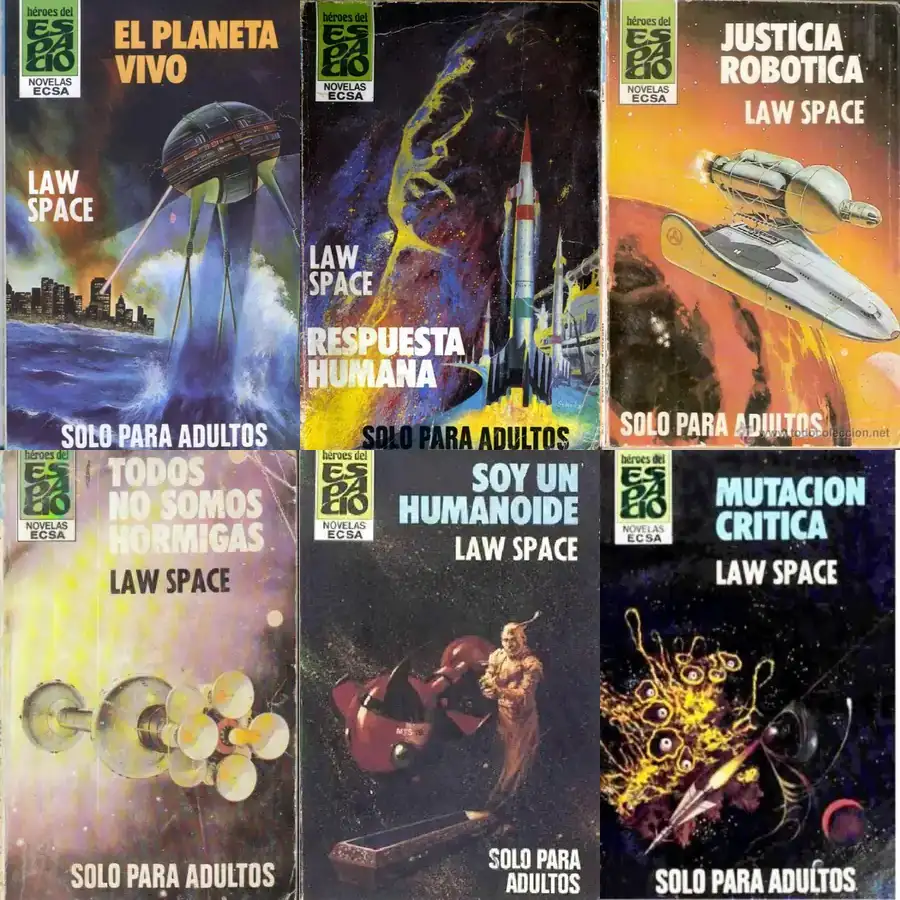 héroes del
ESPACIO
NOVELAS
ECSA
EL PLANETA
VIVO
LAW
SPACE
SOLO PARA ADULTOS
héroes del
ESPACIO
NOVELAS
ECSA
LAW
SPACE
RESPUESTA
HUMANA
SOLO PARA ADULTOS
héroes del
ESPACIO
NOVELAS
ECSA
JUSTICIA
ROBOTICA
LAW SPACE
SOLO PARA ADULTOS
www.todocoleccion.net
héroes del
ESPACIO
NOVELAS
ECSA
TODOS
NO SOMOS
HORMIGAS
LAW SPACE
SOLO PARA ADULTOS
héroes del
ESPACIO
NOVELAS
ECSA
SOY UN
HUMANOIDE
LAW SPACE
MTS
SOLO PARA
ADULTOS
héroes del
ESPACIO
NOVELAS
ECSA
MUTACION
CRITICA
LAW SPACE
SOLO PARA ADULTOS